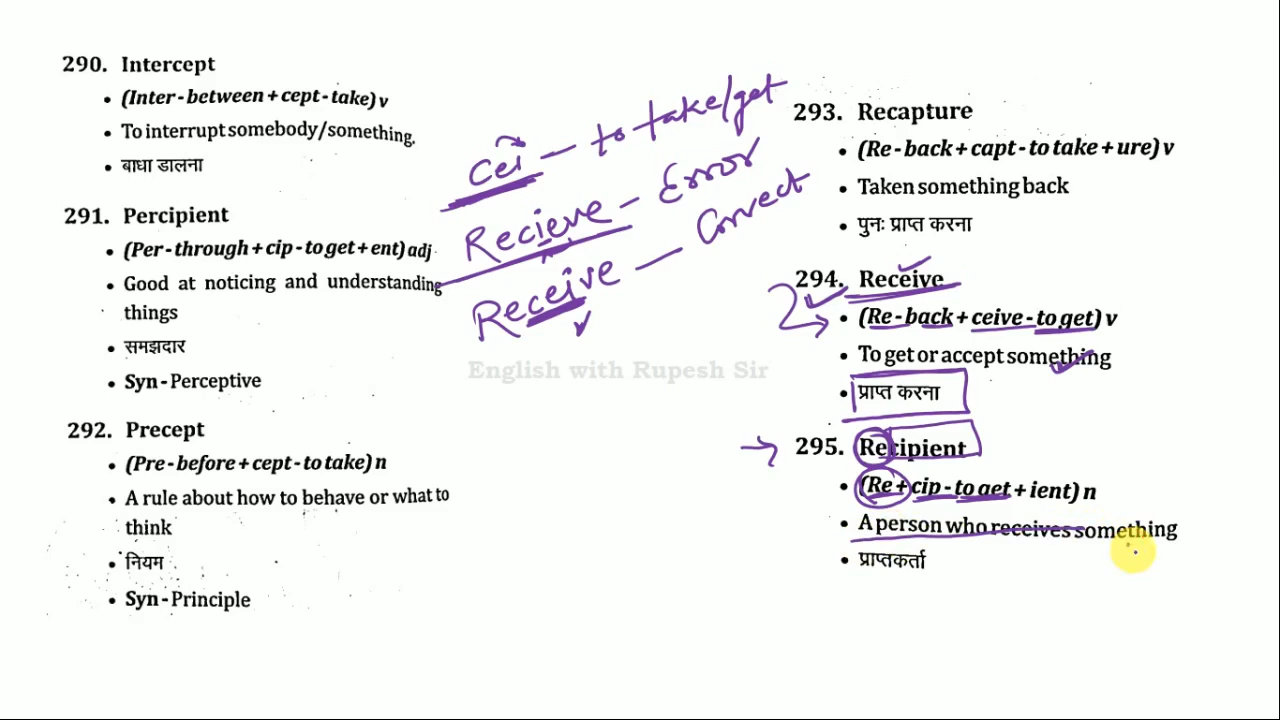 290. Intercept
• (Inter - between + cept - take) v
• To interrupt somebody/something.
• बाधा डालना
291. Percipient
• (Per - through + cip - to get + ent) adj
• Good at noticing and understanding
things
• समझदार
• Syn - Perceptive
292. Precept
• (Pre - before + cept - to take) n
• A rule about how to behave or what to
think
• नियम
• Syn - Principle
Cei — to take/get
Recieve - Error
Receive — Correct
English with Rupesh Sir
293. Recapture
• (Re - back + capt - to take + ure) v
• Taken something back
• पुनः प्राप्त करना
294. Receive
• (Re - back + ceive - to get) v
• To get or accept something
• प्राप्त करना
295. Recipient
• (Re + cip - to get + ient) n
• A person who receives something
• प्राप्तकर्ता